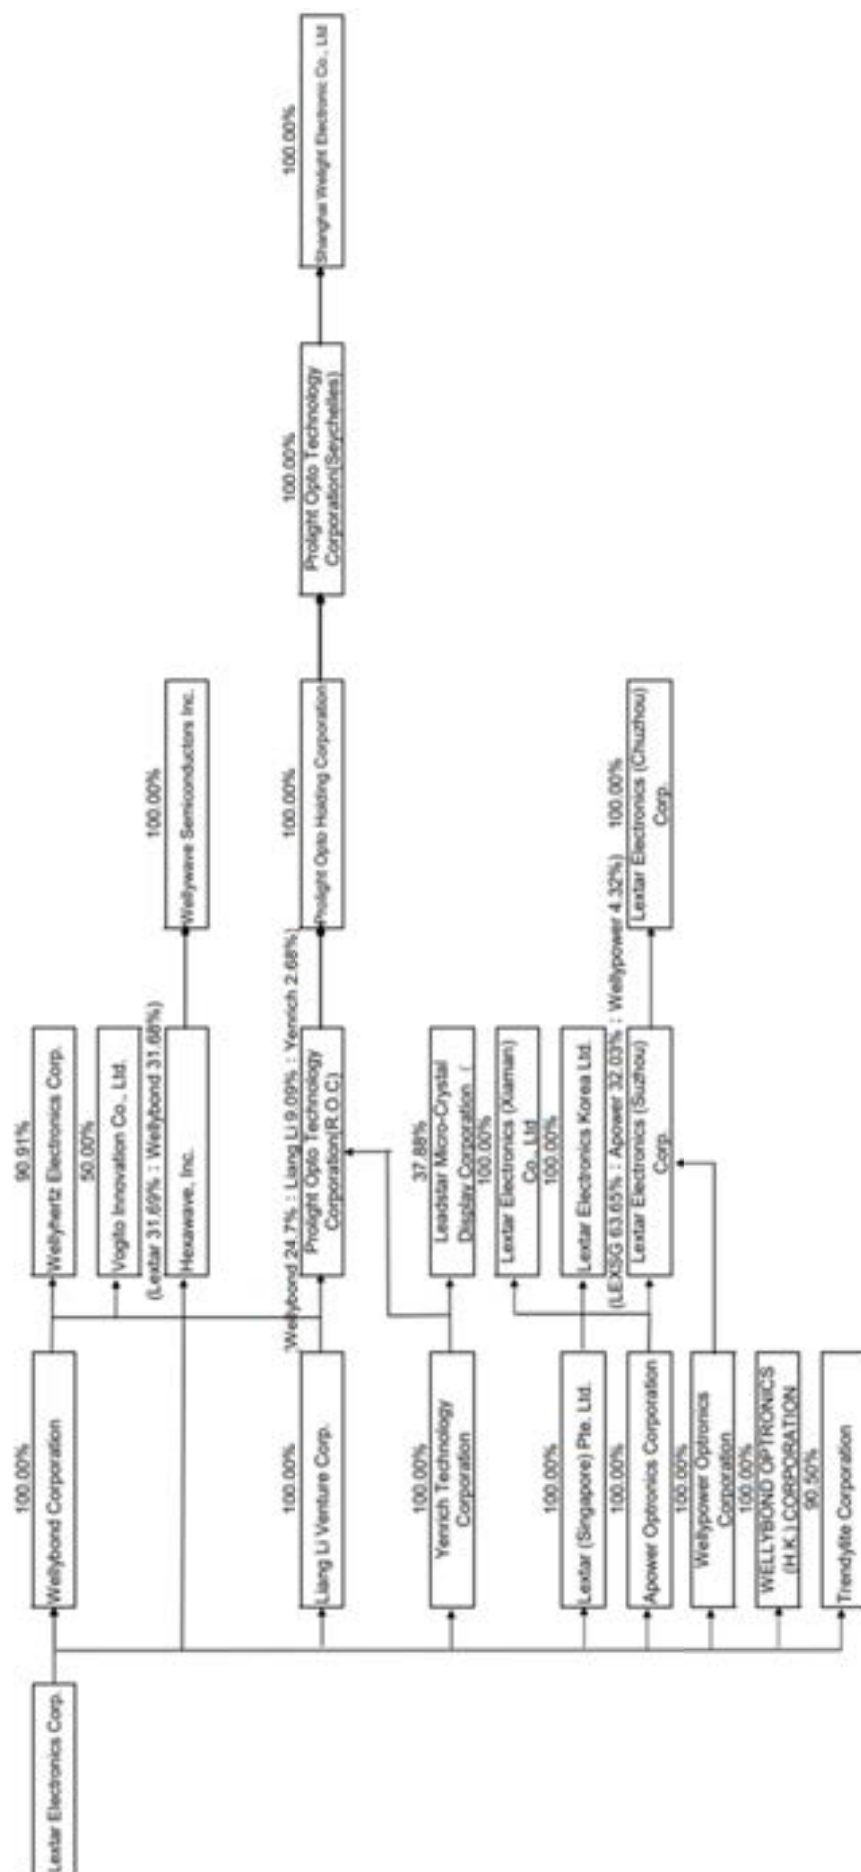 Lextar Electronics Corp.
100.00%
Wellybond Corporation
100.00%
Liang Li Venture Corp.
100.00%
Yenrich Technology
Corporation
100.00%
Lextar (Singapore) Pte. Ltd.
100.00%
Apower Optronics Corporation
100.00%
Wellypower Optronics
Corporation
100.00%
WELLYBOND OPTRONICS
(H.K.) CORPORATION
90.50%
Trendylite Corporation
90.91%
Wellyhertz Electronics Corp.
50.00%
Vogito Innovation Co., Ltd.
(Lextar 31.69% : Wellybond 31.68%)
Hexawave, Inc.
Wellybond 24.7% : Liang Li 9.09% : Yenrich 2.68%)
Prolight Opto Technology
Corporation(R.O.C)
37.88%
Leadstar Micro-Crystal
Display Corporation (
100.00%
Lextar Electronics (Xiaman)
Co., Ltd
100.00%
Lextar Electronics Korea Ltd.
(LEXSG 63.65% : Apower 32.03% : Wellypower 4.32%)
Lextar Electronics (Suzhou)
Corp.
100.00%
Wellywave Semiconductors Inc.
100.00%
Prolight Opto Holding Corporation
100.00%
Lextar Electronics (Chuzhou)
Corp.
100.00%
Prolight Opto Technology
Corporation(Seychelles)
100.00%
Shanghai Welight Electronic Co., Ltd